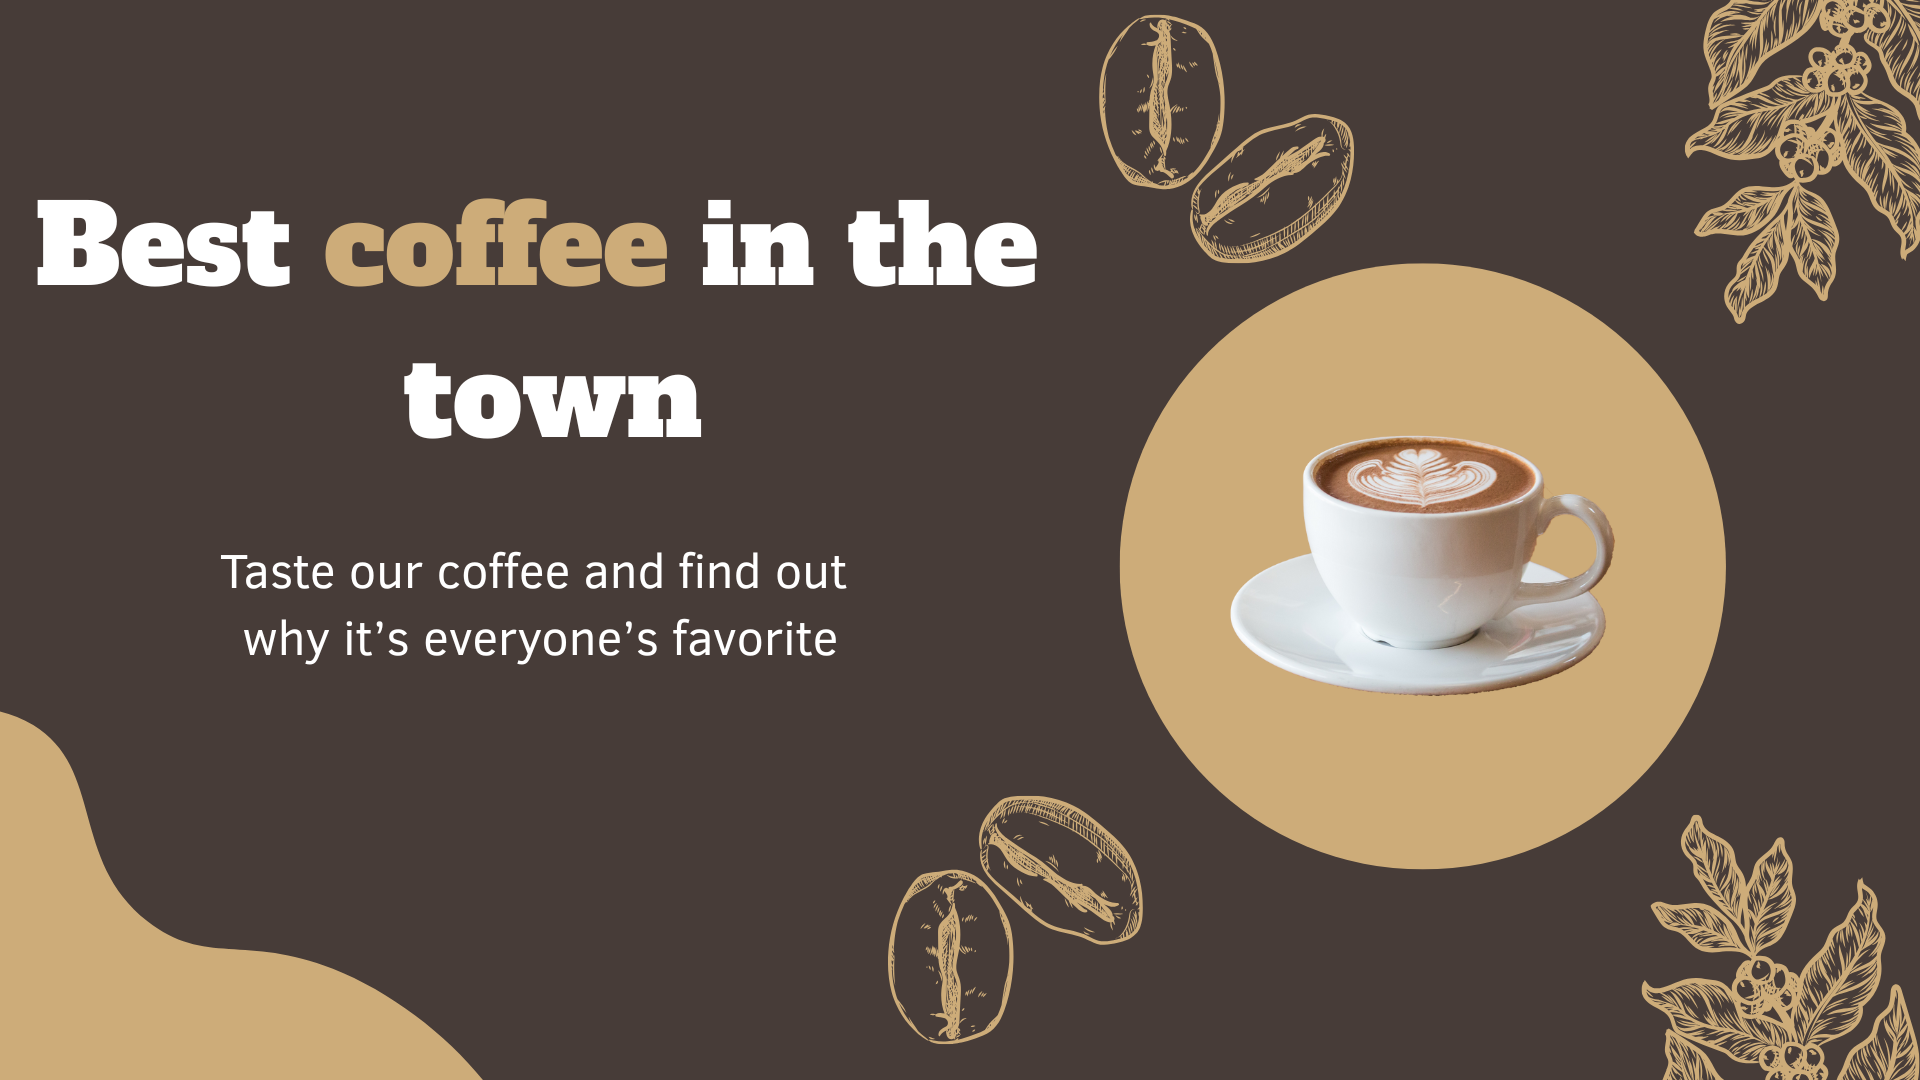 Best coffee in the
town
Taste our coffee and find out
why it’s everyone’s favorite